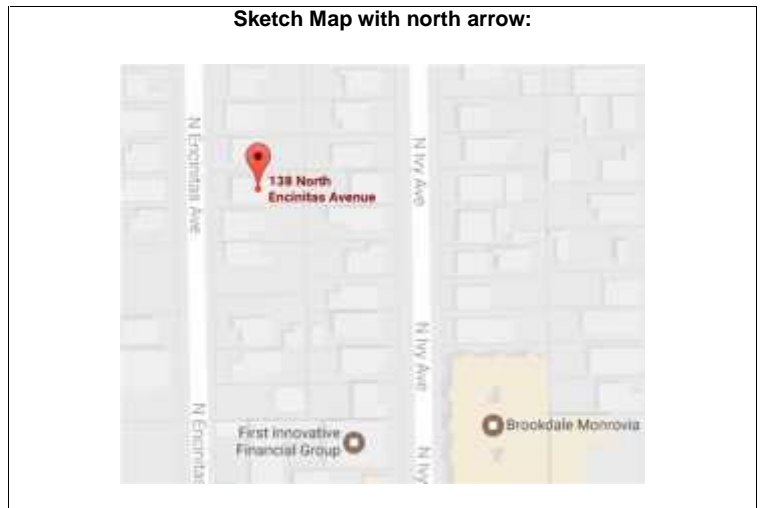 Sketch Map with north arrow:
N Encinitas Ave
N Ivy Ave
138 North
Encinitas Avenue
N Ivy Ave
N Encinitas
First Innovative
Financial Group
Brookdale Monrovia
N Ivy